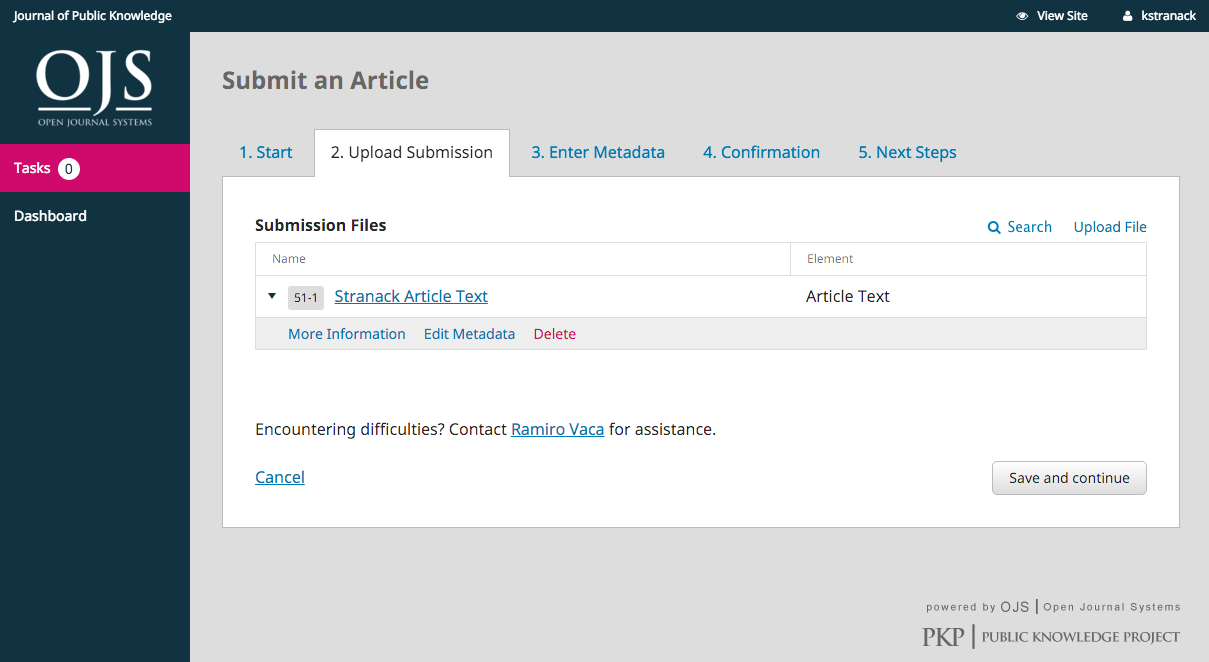 Journal of Public Knowledge
View Site
kstranack
OJS
OPEN JOURNAL SYSTEMS
Tasks 0
Dashboard
Submit an Article
1. Start
2. Upload Submission
3. Enter Metadata
4. Confirmation
5. Next Steps
Submission Files
Search
Upload File
Name
Element
51-1 Stranack Article Text
Article Text
More Information
Edit Metadata
Delete
Encountering difficulties? Contact Ramiro Vaca for assistance.
Cancel
Save and continue
powered by OJS | Open Journal Systems
PKP | PUBLIC KNOWLEDGE PROJECT